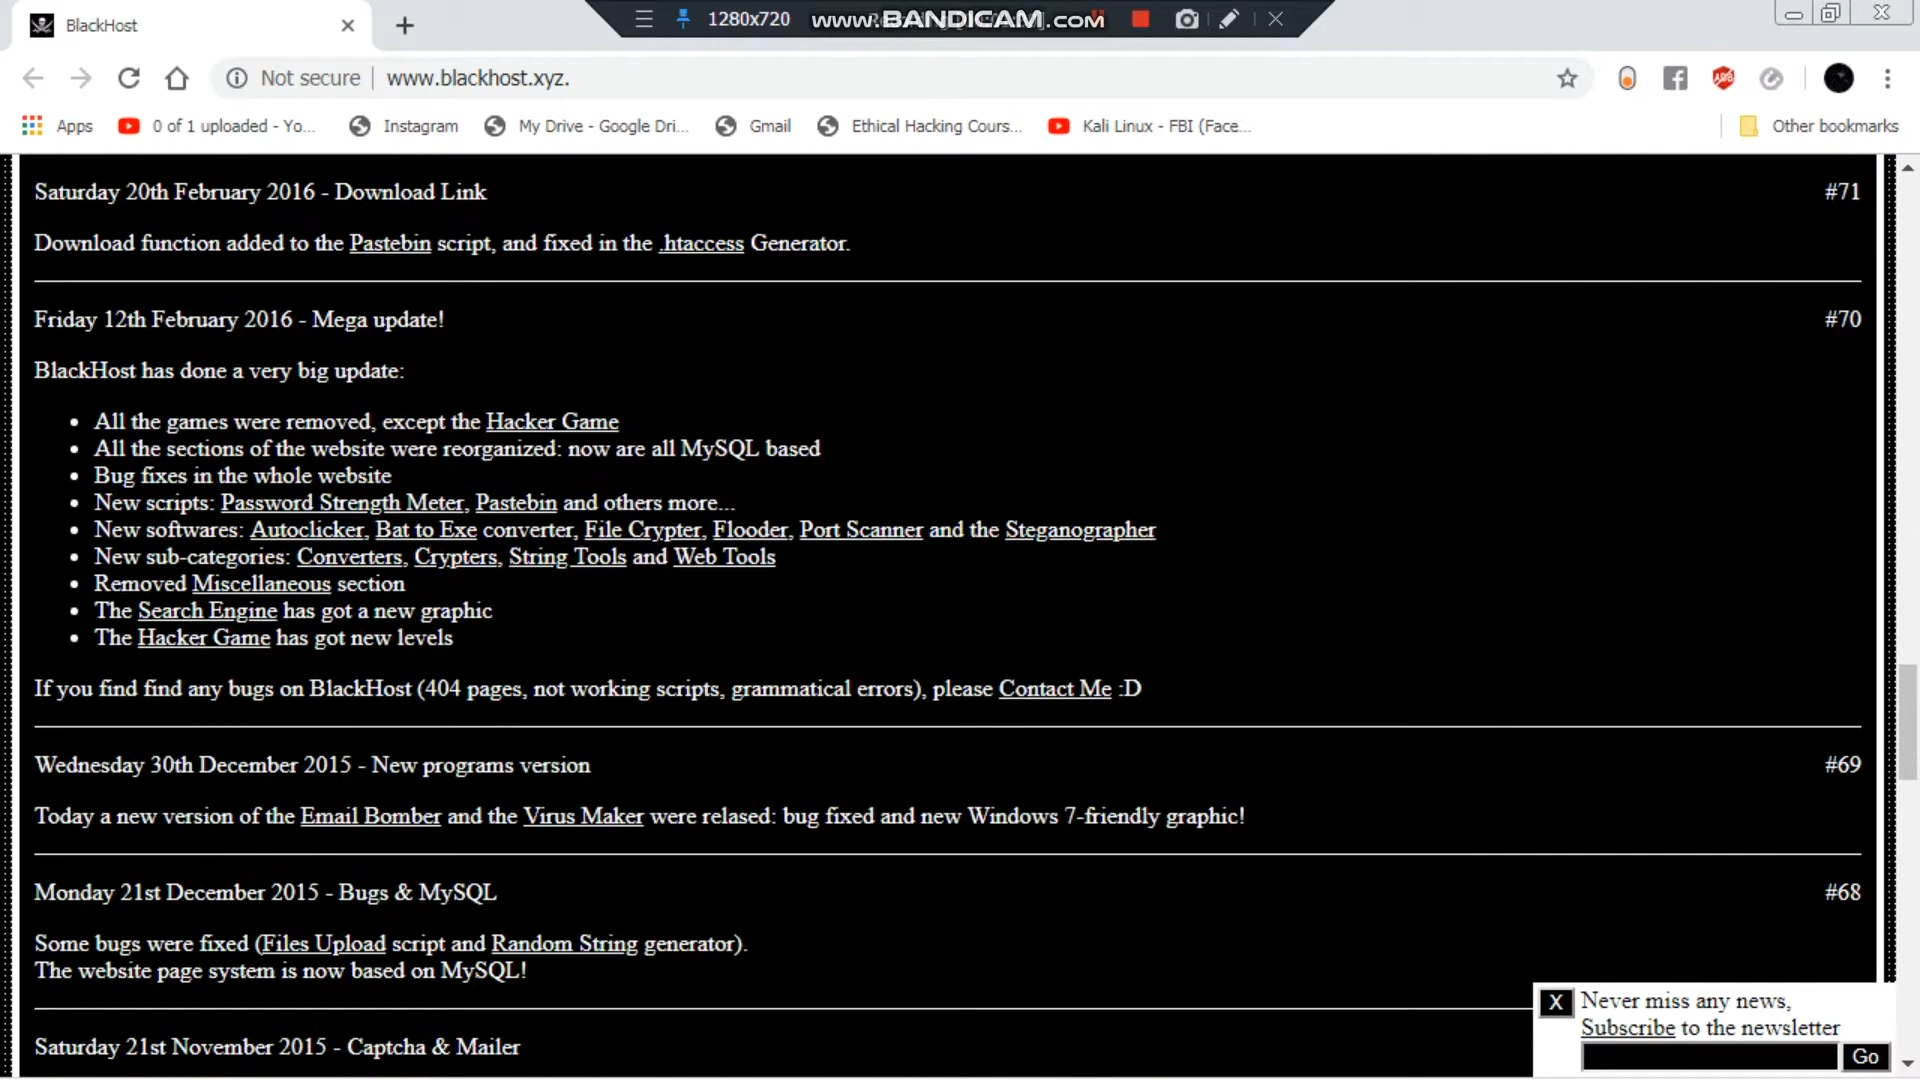 BlackHost
1280x720
www.BANDICAM.com
Not secure
www.blackhost.xyz.
Apps
0 of 1 uploaded - Yo...
Instagram
My Drive - Google Dri...
Gmail
Ethical Hacking Cours...
Kali Linux - FBI (Face...
Other bookmarks
Saturday 20th February 2016 - Download Link #71
Download function added to the Pastebin script, and fixed in the .htaccess Generator.
Friday 12th February 2016 - Mega update! #70
BlackHost has done a very big update:
• All the games were removed, except the Hacker Game
• All the sections of the website were reorganized: now are all MySQL based
• Bug fixes in the whole website
• New scripts: Password Strength Meter, Pastebin and others more...
• New softwares: Autoclicker, Bat to Exe converter, File Crypter, Flooder, Port Scanner and the Steganographer
• New sub-categories: Converters, Crypters, String Tools and Web Tools
• Removed Miscellaneous section
• The Search Engine has got a new graphic
• The Hacker Game has got new levels
If you find find any bugs on BlackHost (404 pages, not working scripts, grammatical errors), please Contact Me :D
Wednesday 30th December 2015 - New programs version #69
Today a new version of the Email Bomber and the Virus Maker were relased: bug fixed and new Windows 7-friendly graphic!
Monday 21st December 2015 - Bugs & MySQL #68
Some bugs were fixed (Files Upload script and Random String generator).
The website page system is now based on MySQL!
Saturday 21st November 2015 - Captcha & Mailer
X
Never miss any news,
Subscribe to the newsletter
Go